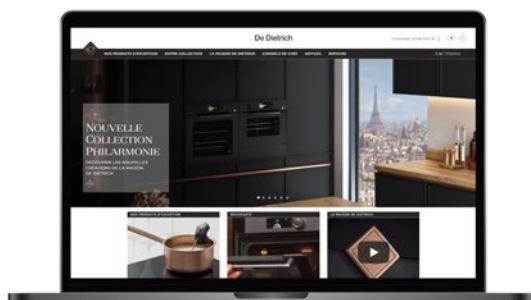 De Dietrich
NOS PRODUITS D'EXCEPTION NOTRE COLLECTION LA MAISON DE DIETRICH CONSEILS DE CHEF NOTICES SERVICES
NOUVELLE
COLLECTION
PHILARMONIE
DÉCOUVRIR LES NOUVELLES
CRÉATIONS DE LA MAISON
DE DIETRICH
NOS PRODUITS D'EXCEPTION NOUVEAUTÉ LA MAISON DE DIETRICH